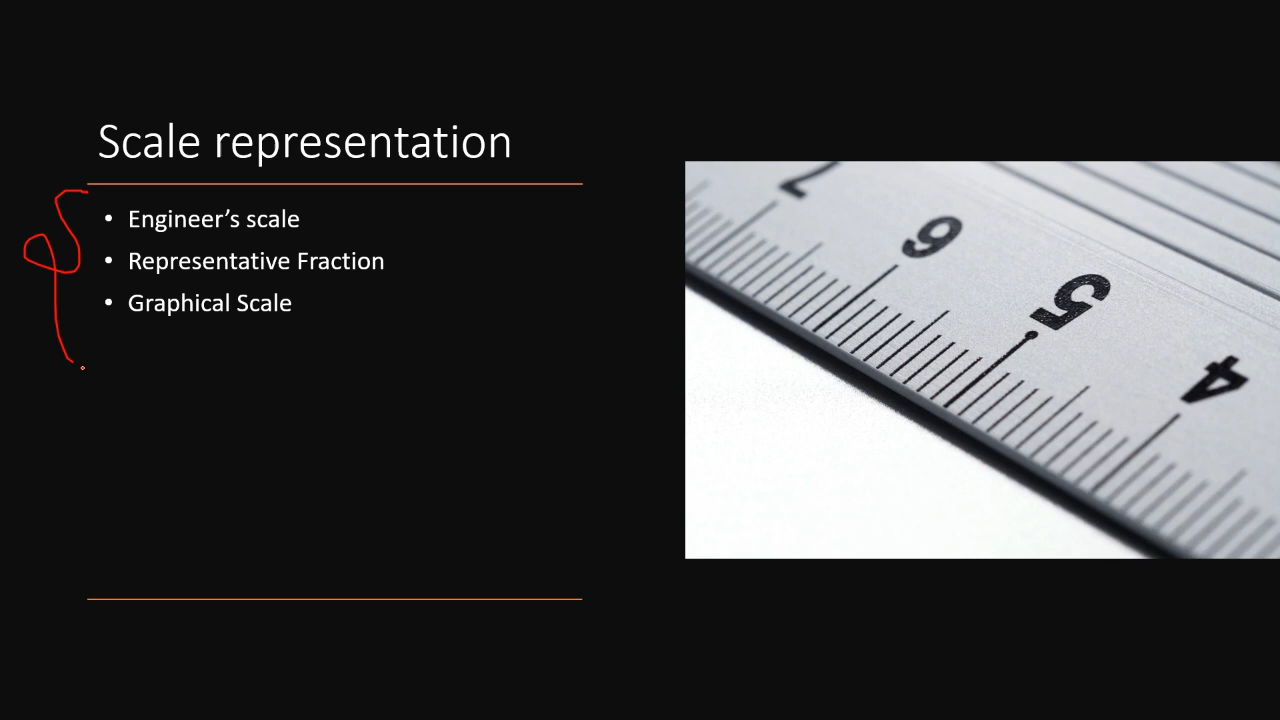 Scale representation
• Engineer’s scale
• Representative Fraction
• Graphical Scale
7
6
5
4